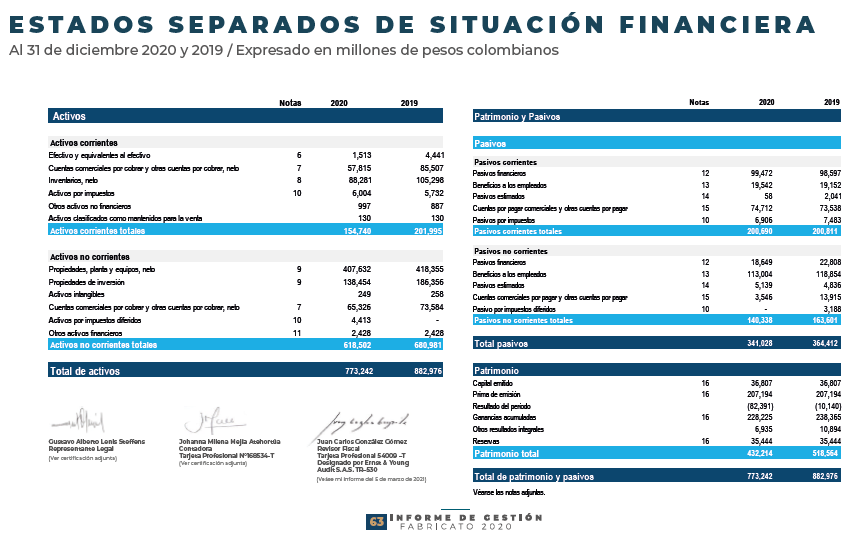 ESTADOS SEPARADOS DE SITUACIÓN FINANCIERA
Al 31 de diciembre 2020 y 2019 / Expresado en millones de pesos colombianos
Notas 2020 2019
Activos
Activos corrientes
Efectivo y equivalentes al efectivo 6 1,513 4,441
Cuentas comerciales por cobrar y otras cuentas por cobrar, neto 7 57,815 85,507
Inventarios, neto 8 88,281 105,298
Activos por impuestos 10 6,004 5,732
Otros activos no financieros 997 887
Activos clasificados como mantenidos para la venta 130 130
Activos corrientes totales 154,740 201,995
Activos no corrientes
Propiedades, planta y equipos, neto 9 407,632 418,355
Propiedades de inversión 9 138,454 186,356
Activos intangibles 249 258
Cuentas comerciales por cobrar y otras cuentas por cobrar, neto 7 65,326 73,584
Activos por impuestos diferidos 10 4,413 -
Otros activos financieros 11 2,428 2,428
Activos no corrientes totales 618,502 680,981
Total de activos 773,242 882,976
Gustavo Alberto Lenis Steffens
Representante Legal
(Ver certificación adjunta)
Johanna Milena Mejia Asehorcia
Contadora
Tarjeta Profesional Nº168534-T
(Ver certificación adjunta)
Juan Carlos González Gómez
Revisor Fiscal
Tarjeta Profesional 54009 -T
Designado por Ernst & Young
Audit S.A.S. TR-530
(Véase mi informe del 5 de marzo de 2021)
Notas 2020 2019
Patrimonio y Pasivos
Pasivos
Pasivos corrientes
Pasivos financieros 12 99,472 98,597
Beneficios a los empleados 13 19,542 19,152
Pasivos estimados 14 58 2,041
Cuentas por pagar comerciales y otras cuentas por pagar 15 74,712 73,538
Pasivos por impuestos 10 6,906 7,483
Pasivos corrientes totales 200,690 200,811
Pasivos no corrientes
Pasivos financieros 12 18,649 22,808
Beneficios a los empleados 13 113,004 118,854
Pasivos estimados 14 5,139 4,836
Cuentas comerciales por pagar y otras cuentas por pagar 15 3,546 13,915
Pasivo por impuestos diferidos 10 - 3,188
Pasivos no corrientes totales 140,338 163,601
Total pasivos 341,028 364,412
Patrimonio
Capital emitido 16 36,807 36,807
Prima de emisión 16 207,194 207,194
Resultado del periodo (82,391) (10,140)
Ganancias acumuladas 16 228,225 238,365
Otros resultados integrales 6,935 10,894
Reservas 16 35,444 35,444
Patrimonio total 432,214 518,564
Total de patrimonio y pasivos 773,242 882,976
Véanse las notas adjuntas.
63 INFORME DE GESTIÓN
FABRICATO 2020